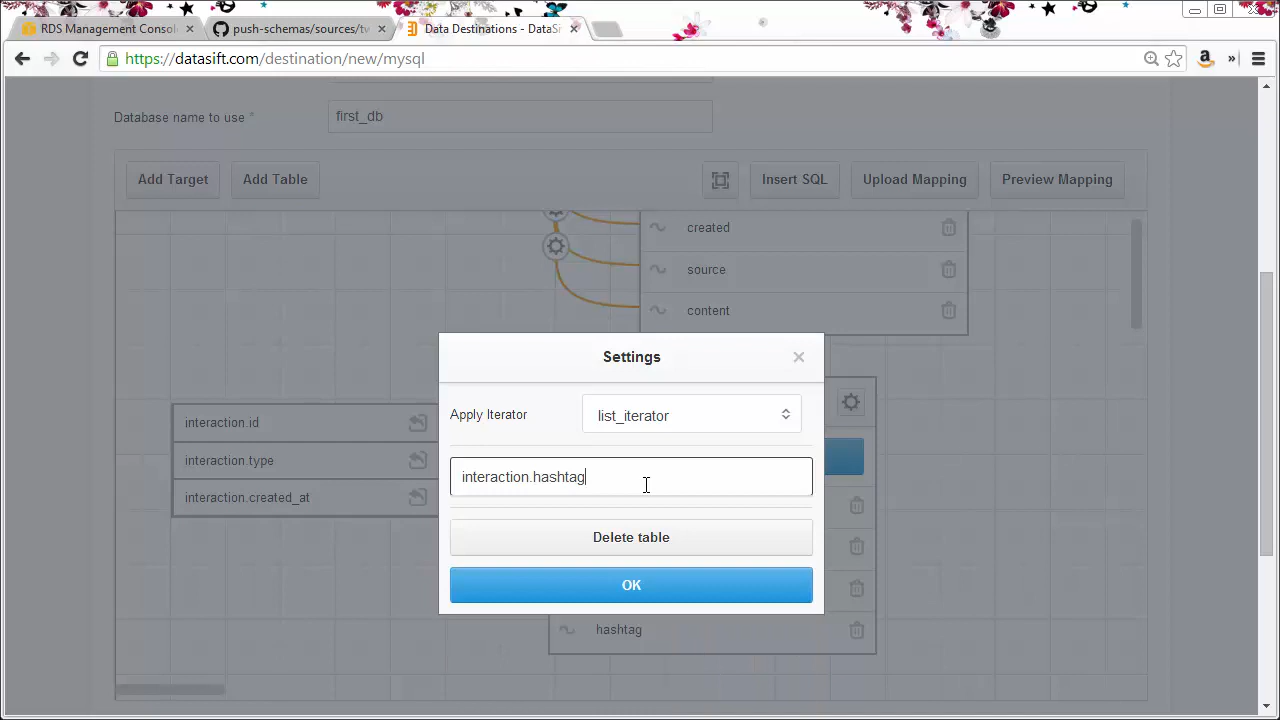 RDS Management Consol
push-schemas/sources/tw
Data Destinations - DataSi
https://datasift.com/destination/new/mysql
Database name to use *
first_db
Add Target
Add Table
Insert SQL
Upload Mapping
Preview Mapping
created
source
content
Settings
Apply Iterator
list_iterator
interaction.id
interaction.type
interaction.hashtag
interaction.created_at
Delete table
OK
hashtag